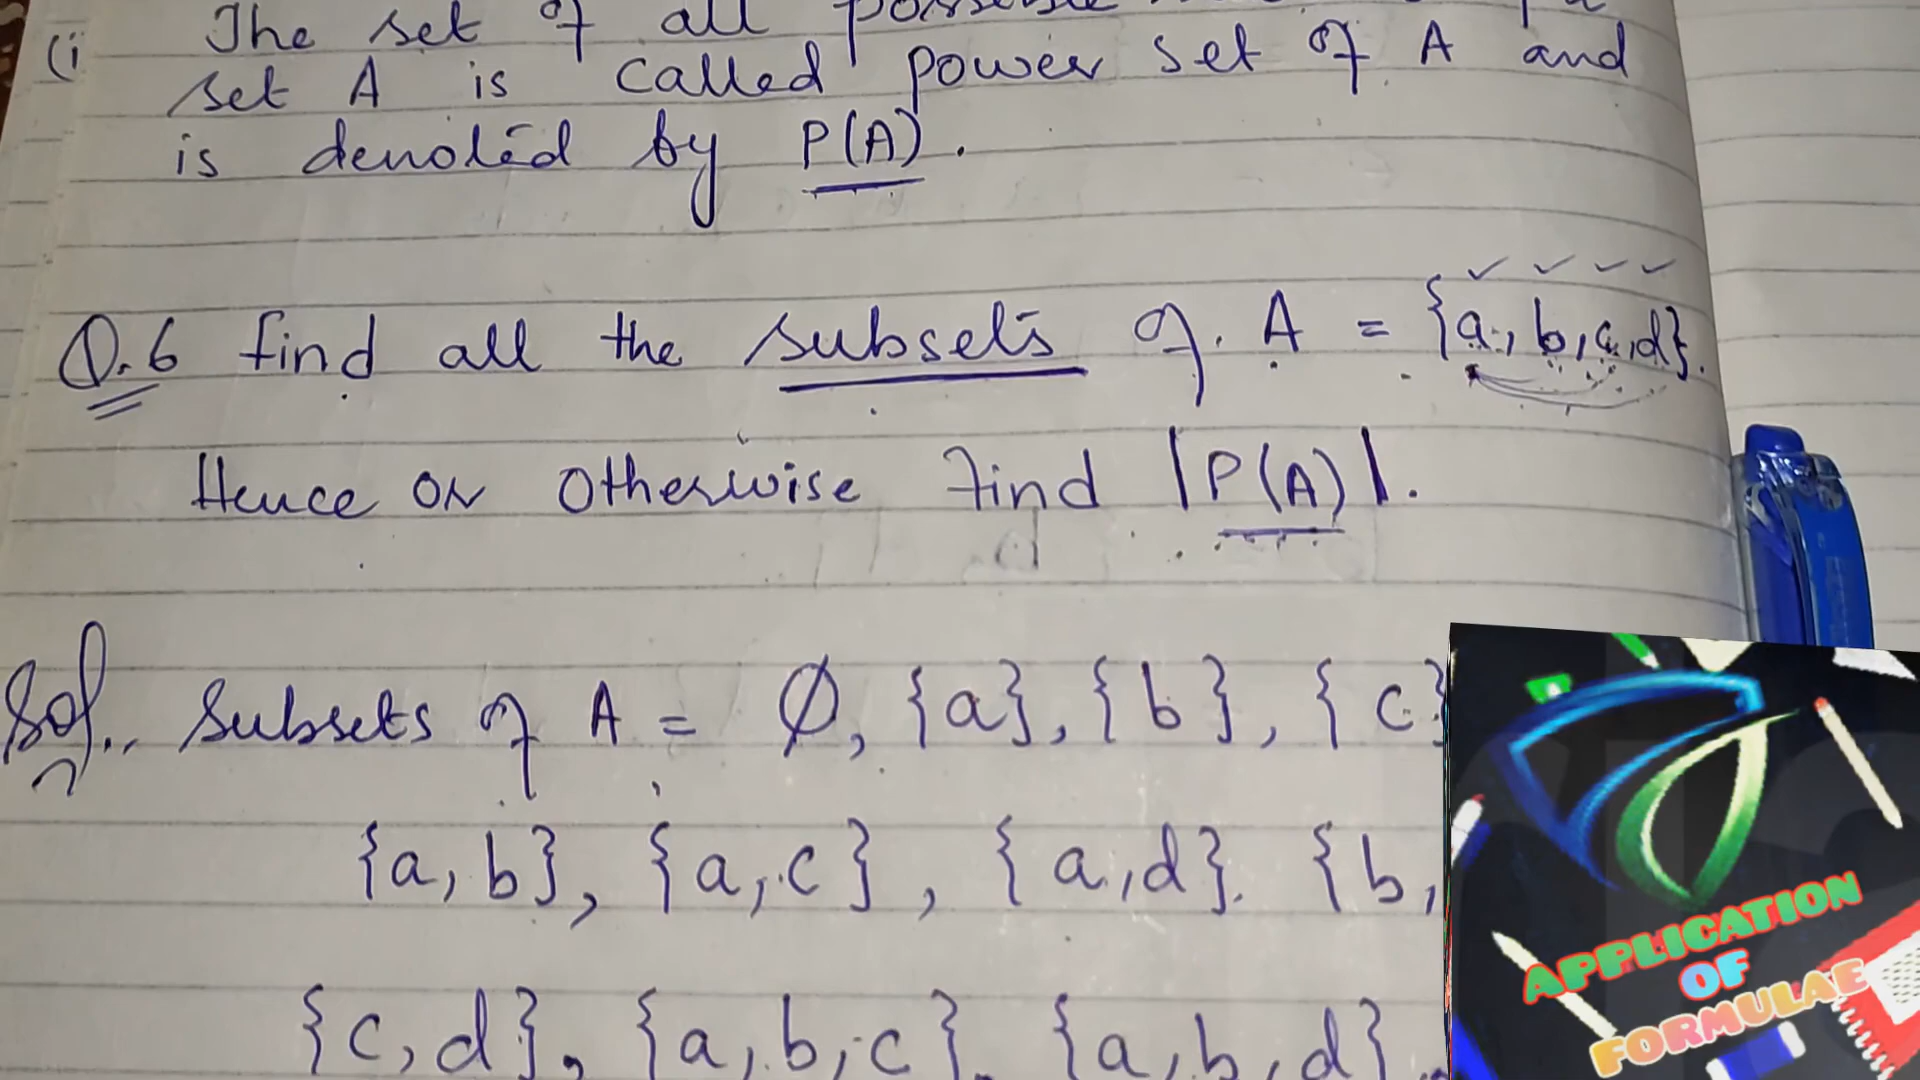 (i The set of all possible
set A is called power set of A and
is denoted by P(A).
Q.6 find all the subsets of A = {a, b, c, d}.
Hence or otherwise find |P(A)|.
Sol. Subsets of A = Ø, {a}, {b}, {c}
{a, b}, {a, c}, {a, d}. {b,
{c, d}, {a, b, c}, {a, b, d}
APPLICATION
OF
FORMULAE